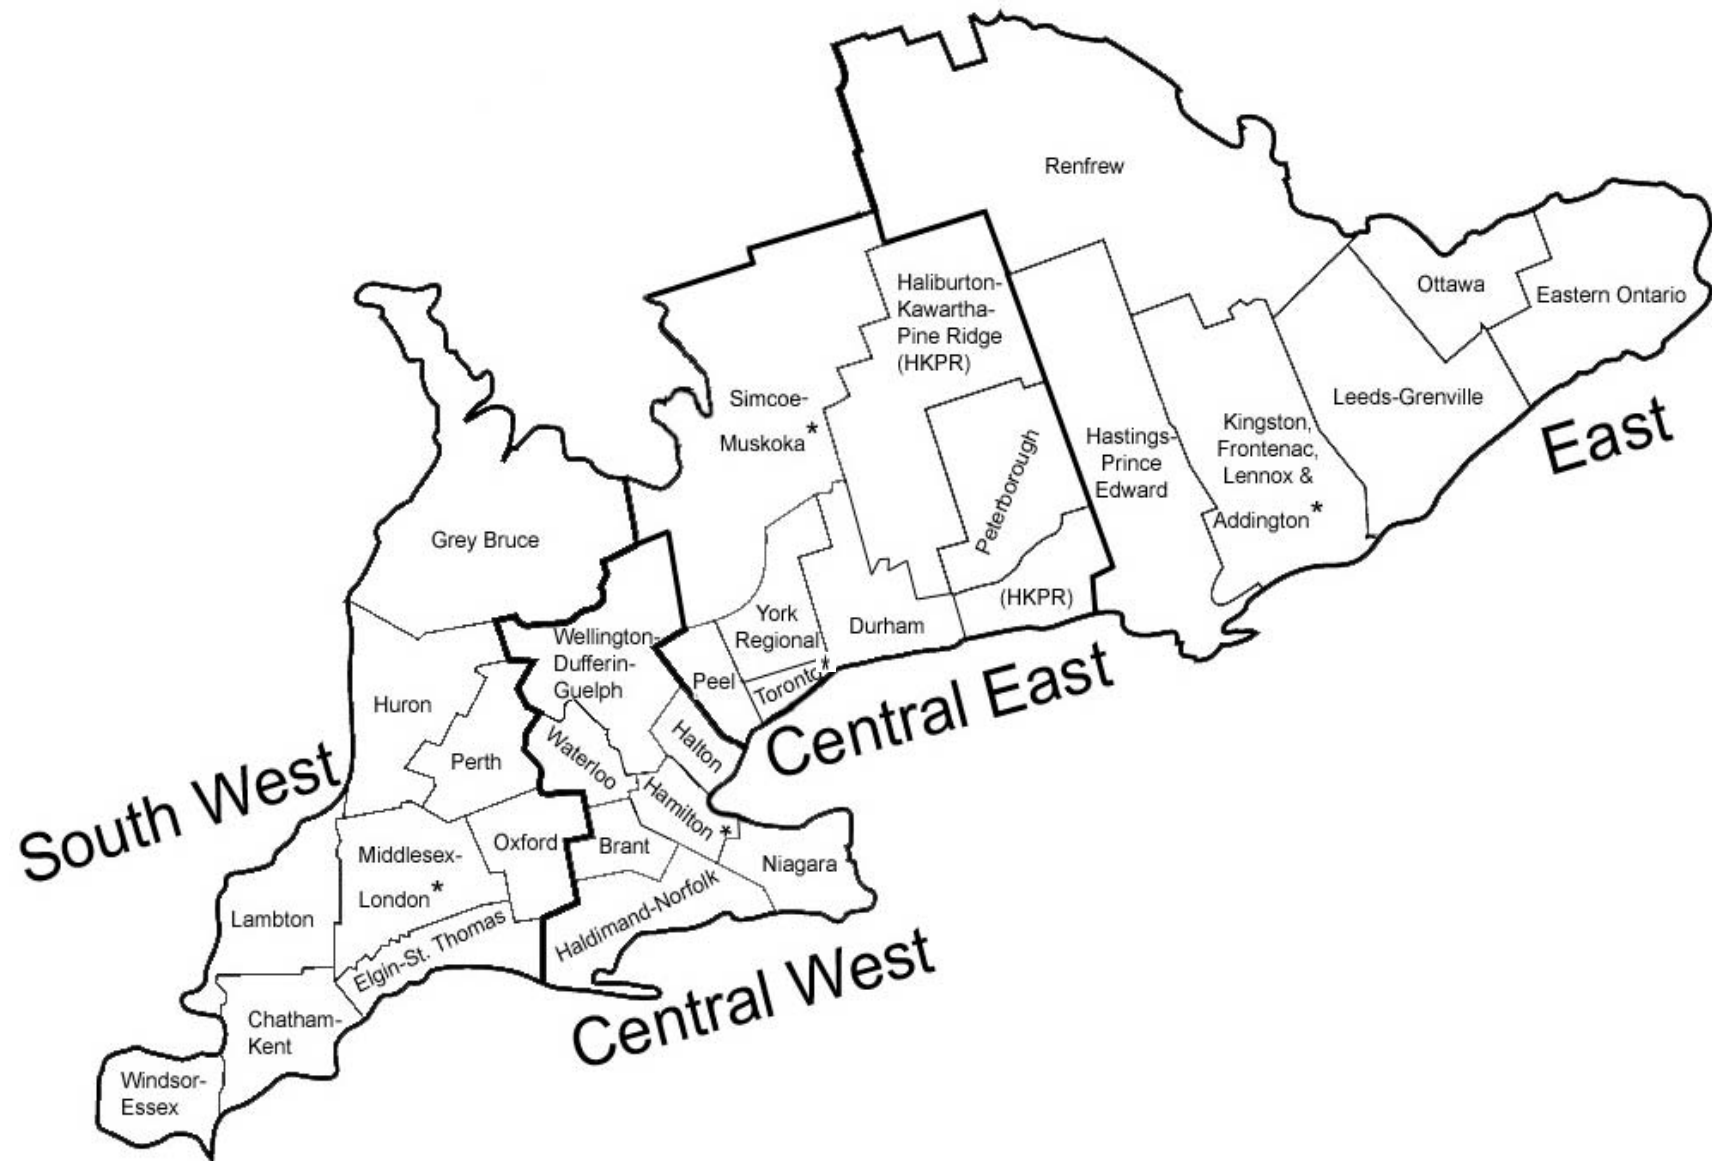 Renfrew
Ottawa
Eastern Ontario
Haliburton-
Kawartha-
Pine Ridge
(HKPR)
Simcoe-
Muskoka*
Leeds-Grenville
Kingston,
Frontenac,
Lennox &
Addington*
Hastings-
Prince
Edward
Peterborough
East
Grey Bruce
(HKPR)
York
Regional
Durham
Wellington-
Dufferin-
Guelph
Peel
Toronto*
Central East
Huron
Halton
Waterloo
Perth
South West
Hamilton *
Oxford
Brant
Niagara
Middlesex-
London*
Lambton
Haldimand-Norfolk
Elgin-St. Thomas
Central West
Chatham-
Kent
Windsor-
Essex